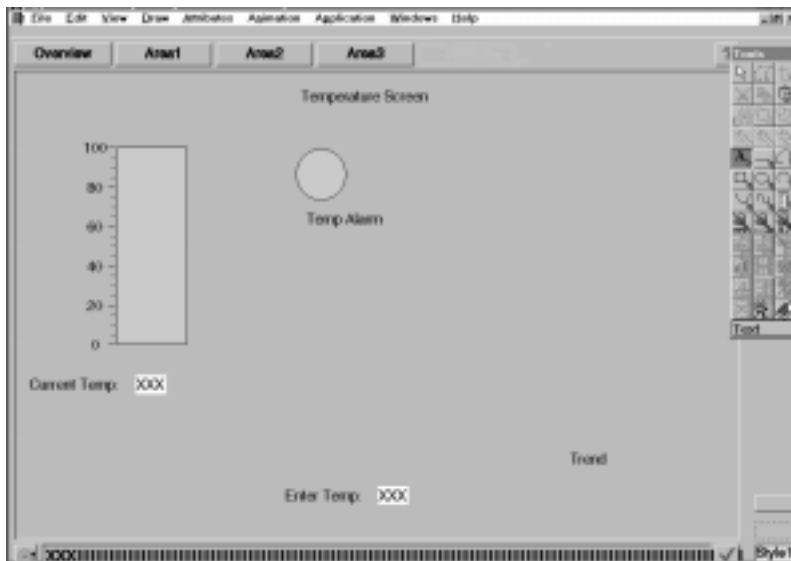 File Edit View Draw Attributes Animation Application Windows Help
Overview Area1 Area2 Area3
Tools
Temperature Screen
100
80
60
40
20
0
Temp Alarm
Text
Current Temp: XXX
Trend
Enter Temp: XXX
XXX
Style1